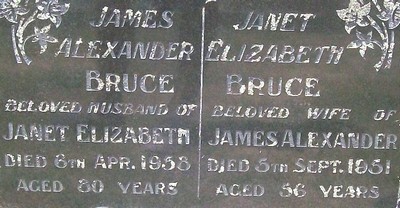 JAMES
ALEXANDER
BRUCE
BELOVED HUSBAND OF
JANET ELIZABETH
DIED 6TH APR. 1958
AGED 80 YEARS
JANET
ELIZABETH
BRUCE
BELOVED WIFE OF
JAMES ALEXANDER
DIED 5TH SEPT. 1951
AGED 56 YEARS